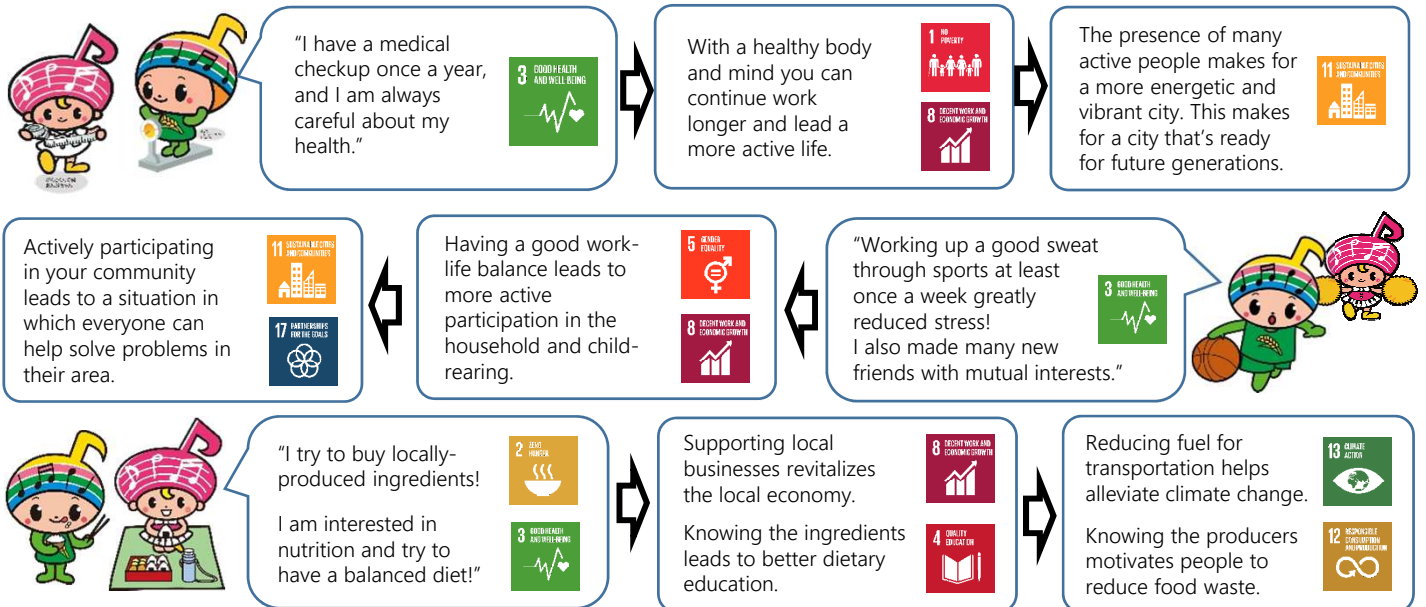 “I have a medical
checkup once a year,
and I am always
careful about my
health.”
3 GOOD HEALTH
AND WELL-BEING
With a healthy body
and mind you can
continue work
longer and lead a
more active life.
1 NO
POVERTY
8 DECENT WORK AND
ECONOMIC GROWTH
The presence of many
active people makes for
a more energetic and
vibrant city. This makes
for a city that’s ready
for future generations.
11 SUSTAINABLE CITIES
AND COMMUNITIES
“Working up a good sweat
through sports at least
once a week greatly
reduced stress!
I also made many new
friends with mutual interests.”
3 GOOD HEALTH
AND WELL-BEING
Having a good work-
life balance leads to
more active
participation in the
household and child-
rearing.
5 GENDER
EQUALITY
8 DECENT WORK AND
ECONOMIC GROWTH
Actively participating
in your community
leads to a situation in
which everyone can
help solve problems in
their area.
11 SUSTAINABLE CITIES
AND COMMUNITIES
17 PARTNERSHIPS
FOR THE GOALS
“I try to buy locally-
produced ingredients!
I am interested in
nutrition and try to
have a balanced diet!”
2 ZERO
HUNGER
3 GOOD HEALTH
AND WELL-BEING
Supporting local
businesses revitalizes
the local economy.
Knowing the ingredients
leads to better dietary
education.
8 DECENT WORK AND
ECONOMIC GROWTH
4 QUALITY
EDUCATION
Reducing fuel for
transportation helps
alleviate climate change.
Knowing the producers
motivates people to
reduce food waste.
13 CLIMATE
ACTION
12 RESPONSIBLE
CONSUMPTION
AND PRODUCTION